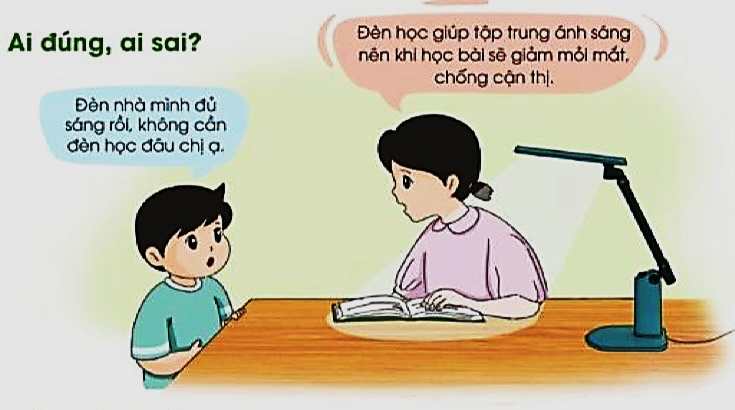 Ai đúng, ai sai?
Đèn học giúp tập trung ánh sáng
nên khi học bài sẽ giảm mỏi mắt,
chống cận thị.
Đèn nhà mình đủ
sáng rồi, không cần
đèn học đâu chị ạ.